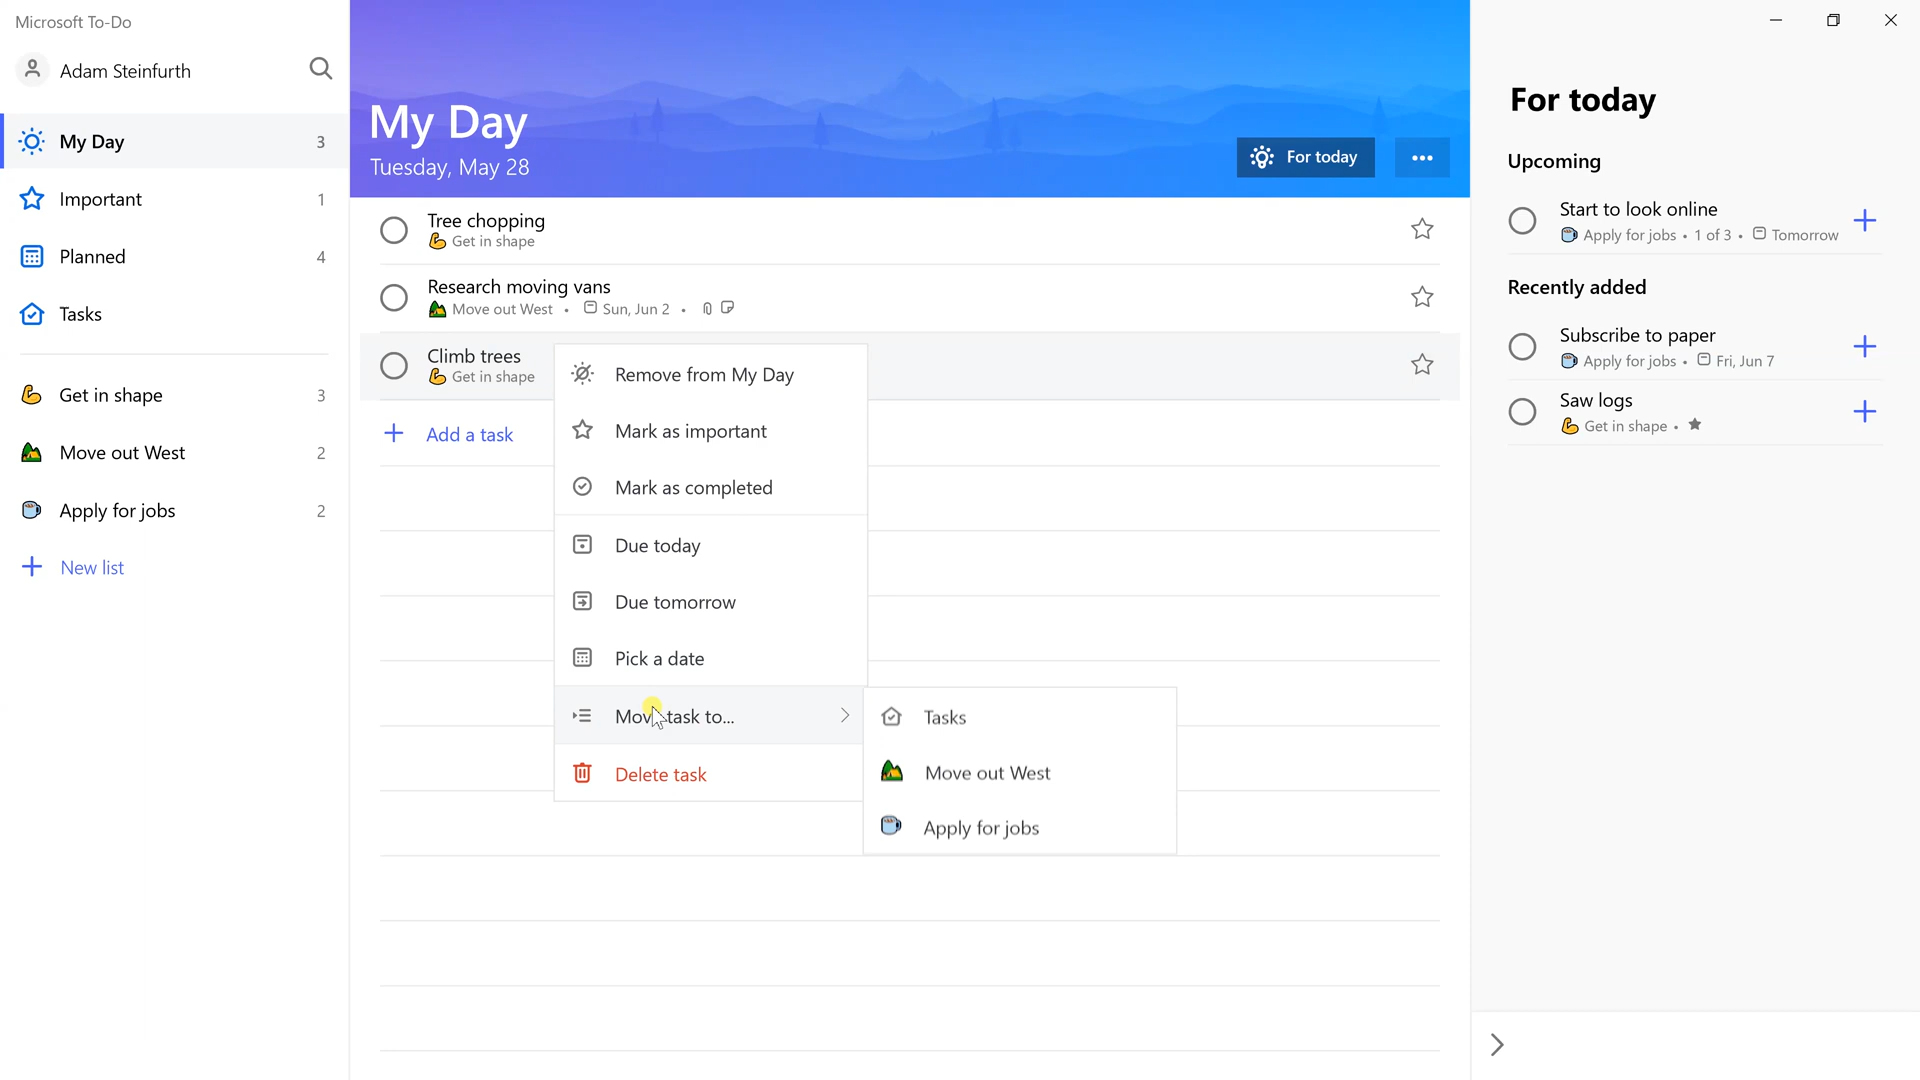 Microsoft To-Do
Adam Steinfurth
My Day 3
Important 1
Planned 4
Tasks
Get in shape 3
Move out West 2
Apply for jobs 2
New list
My Day
Tuesday, May 28
For today
Tree chopping
Get in shape
Research moving vans
Move out West • Sun, Jun 2 •
Climb trees
Get in shape
Add a task
Remove from My Day
Mark as important
Mark as completed
Due today
Due tomorrow
Pick a date
Move task to...
Delete task
Tasks
Move out West
Apply for jobs
For today
Upcoming
Start to look online
Apply for jobs • 1 of 3 • Tomorrow
Recently added
Subscribe to paper
Apply for jobs • Fri, Jun 7
Saw logs
Get in shape •